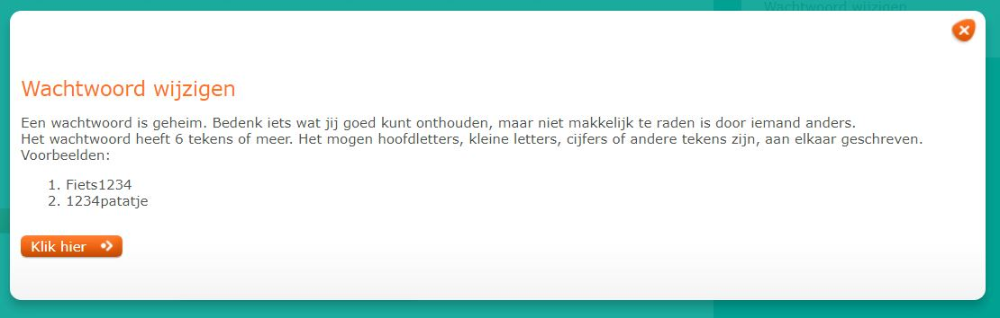 Wachtwoord wijzigen
Wachtwoord wijzigen
Een wachtwoord is geheim. Bedenk iets wat jij goed kunt onthouden, maar niet makkelijk te raden is door iemand anders.
Het wachtwoord heeft 6 tekens of meer. Het mogen hoofdletters, kleine letters, cijfers of andere tekens zijn, aan elkaar geschreven.
Voorbeelden:
1. Fiets1234
2. 1234patatje
Klik hier